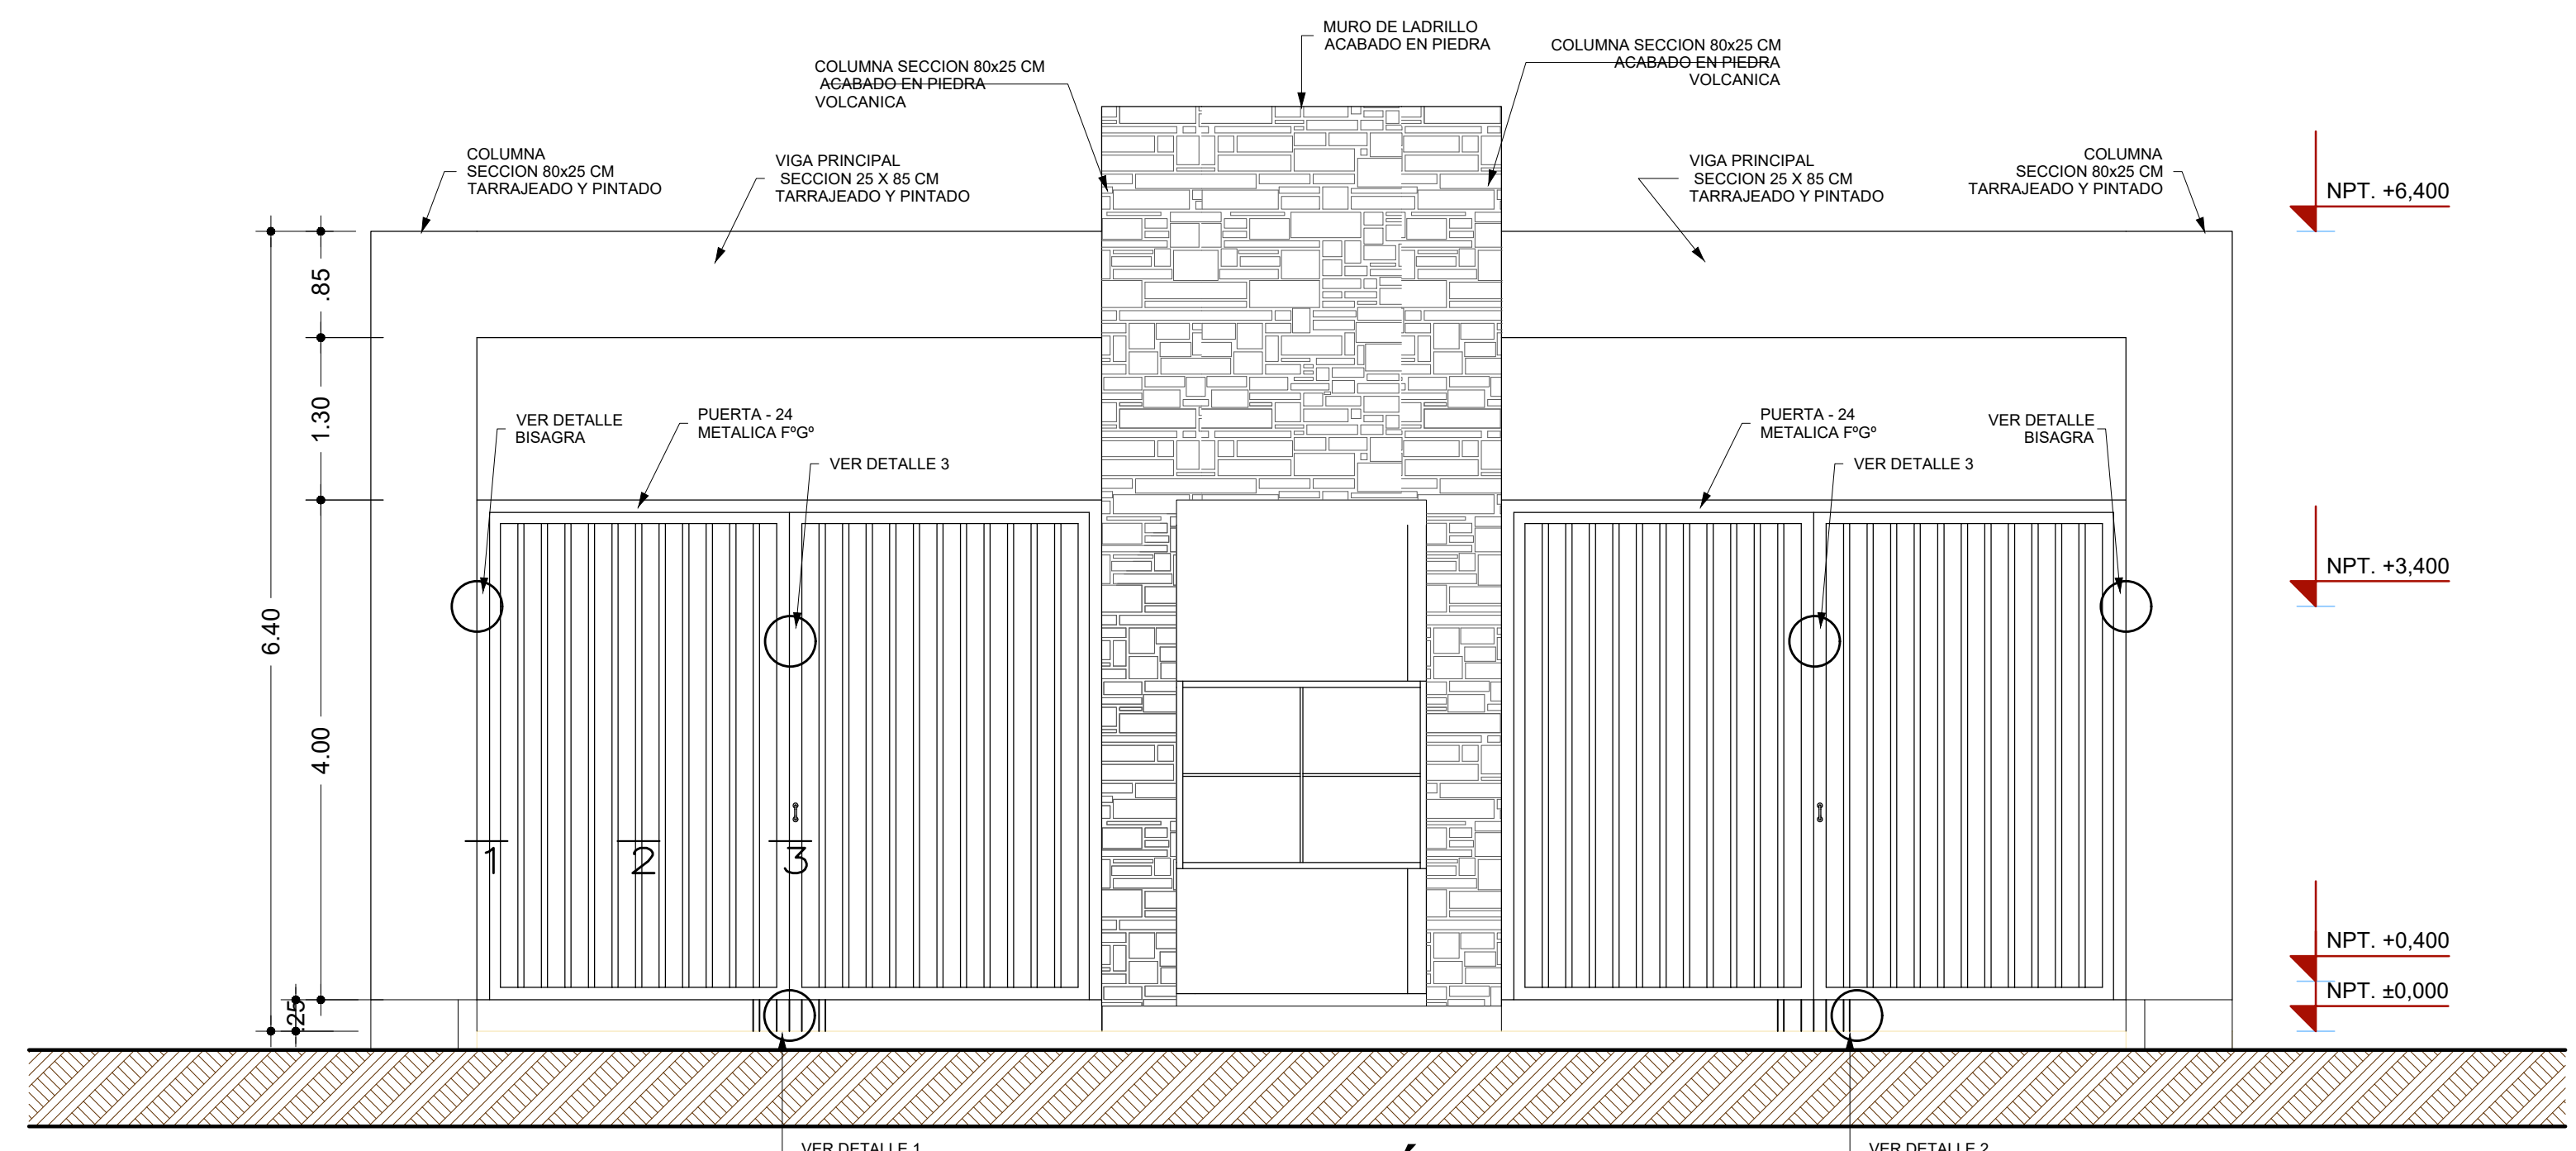 MURO DE LADRILLO
ACABADO EN PIEDRA
COLUMNA SECCION 80x25 CM
ACABADO EN PIEDRA
VOLCANICA
COLUMNA SECCION 80x25 CM
ACABADO EN PIEDRA
VOLCANICA
COLUMNA
SECCION 80x25 CM
TARRAJEADO Y PINTADO
VIGA PRINCIPAL
SECCION 25 X 85 CM
TARRAJEADO Y PINTADO
VIGA PRINCIPAL
SECCION 25 X 85 CM
TARRAJEADO Y PINTADO
COLUMNA
SECCION 80x25 CM
TARRAJEADO Y PINTADO
NPT. +6,400
.85
1.30
VER DETALLE
BISAGRA
PUERTA - 24
METALICA FºGº
VER DETALLE 3
PUERTA - 24
METALICA FºGº
VER DETALLE
BISAGRA
VER DETALLE 3
NPT. +3,400
6.40
4.00
1
2
3
NPT. +0,400
NPT. ±0,000
.25
VER DETALLE 1
VER DETALLE 2